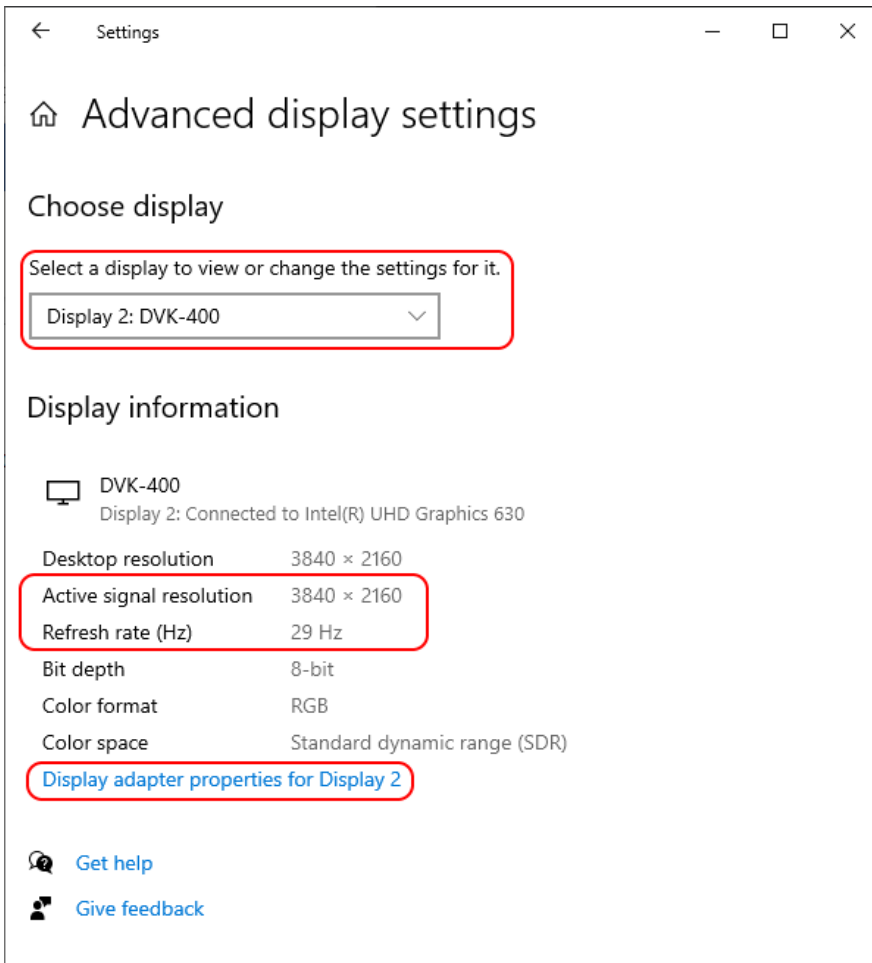 Settings
Advanced display settings
Choose display
Select a display to view or change the settings for it.
Display 2: DVK-400
Display information
DVK-400
Display 2: Connected to Intel(R) UHD Graphics 630
Desktop resolution 3840 × 2160
Active signal resolution 3840 × 2160
Refresh rate (Hz) 29 Hz
Bit depth 8-bit
Color format RGB
Color space Standard dynamic range (SDR)
Display adapter properties for Display 2
Get help
Give feedback